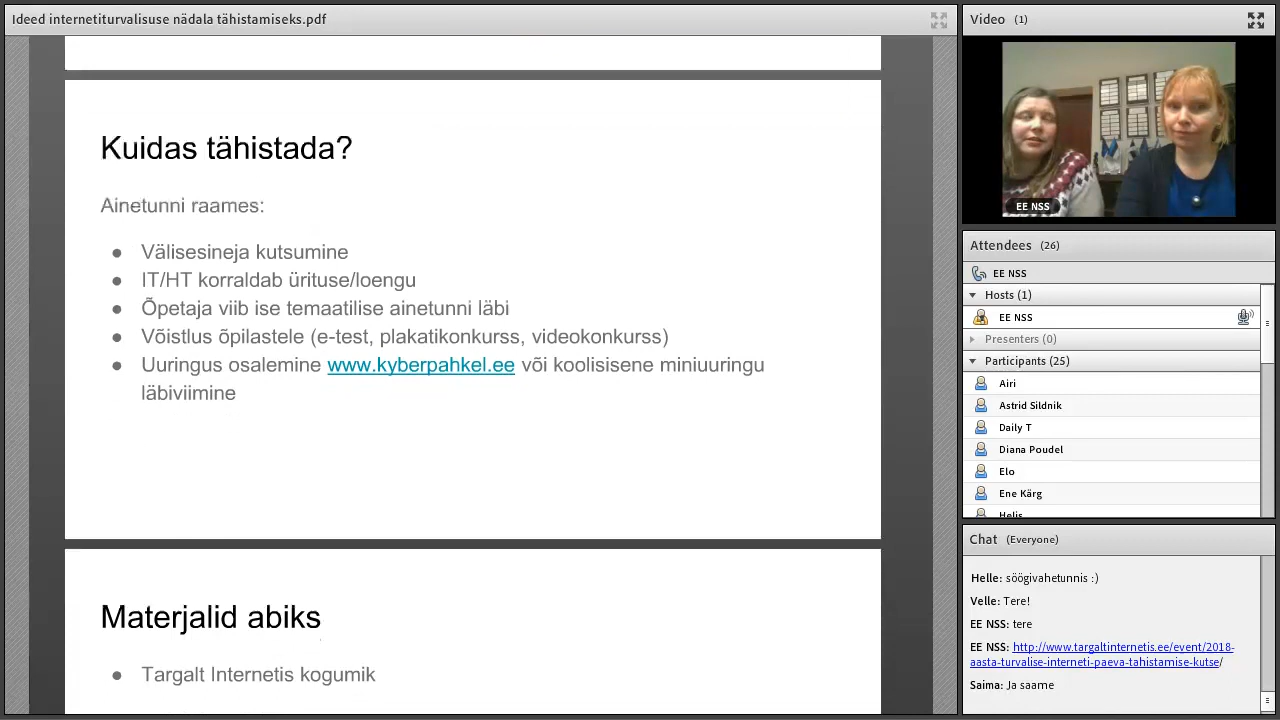 Ideed internetiturvalisuse nädala tähistamiseks.pdf
Kuidas tähistada?
Ainetunni raames:
● Välisesineja kutsumine
● IT/HT korraldab ürituse/loengu
● Õpetaja viib ise temaatilise ainetunni läbi
● Võistlus õpilastele (e-test, plakatikonkurss, videokonkurss)
● Uuringus osalemine www.kyberpahkel.ee või koolisisene miniuuringu
läbiviimine
Materjalid abiks
● Targalt Internetis kogumik
Video (1)
EE NSS
Attendees (26)
EE NSS
Hosts (1)
EE NSS
Presenters (0)
Participants (25)
Airi
Astrid Sildnik
Daily T
Diana Poudel
Elo
Ene Kärg
Helis
Chat (Everyone)
Helle: söögivahetunnis :)
Velle: Tere!
EE NSS: tere
EE NSS: http://www.targaltinternetis.ee/event/2018-
aasta-turvalise-interneti-paeva-tahistamise-kutse/
Saima: Ja saame